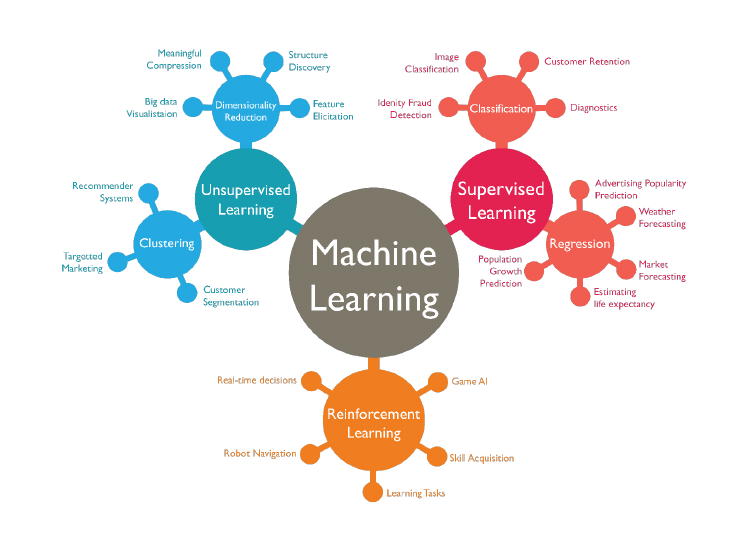 Meaningful
Compression
Structure
Discovery
Big data
Visualistaion
Dimensionality
Reduction
Feature
Elicitation
Image
Classification
Customer Retention
Idenity Fraud
Detection
Classification
Diagnostics
Recommender
Systems
Unsupervised
Learning
Clustering
Targetted
Marketing
Customer
Segmentation
Machine
Learning
Supervised
Learning
Advertising Popularity
Prediction
Weather
Forecasting
Regression
Population
Growth
Prediction
Market
Forecasting
Estimating
life expectancy
Real-time decisions
Game AI
Reinforcement
Learning
Robot Navigation
Skill Acquisition
Learning Tasks